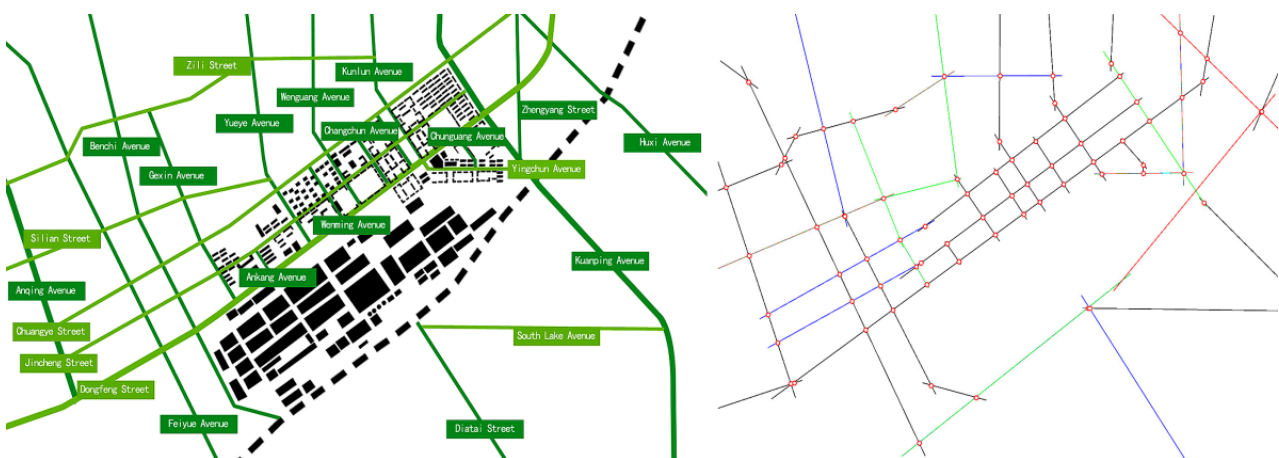 Zili Street
Kunlun Avenue
Wenguang Avenue
Zhengyang Street
Yueye Avenue
Changchun Avenue
Chunguang Avenue
Huxi Avenue
Benchi Avenue
Gexin Avenue
Yingchun Avenue
Wenming Avenue
Silian Street
Kuanping Avenue
Ankang Avenue
Anqing Avenue
Chuangye Street
South Lake Avenue
Jincheng Street
Dongfeng Street
Feiyue Avenue
Diatai Street